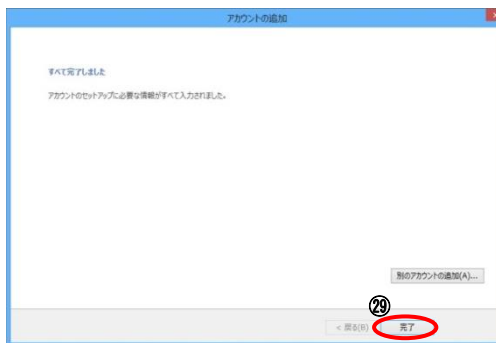 アカウントの追加
すべて完了しました
アカウントのセットアップに必要な情報がすべて入力されました。
別のアカウントの追加(A)...
㉙
< 戻る(B)
完了